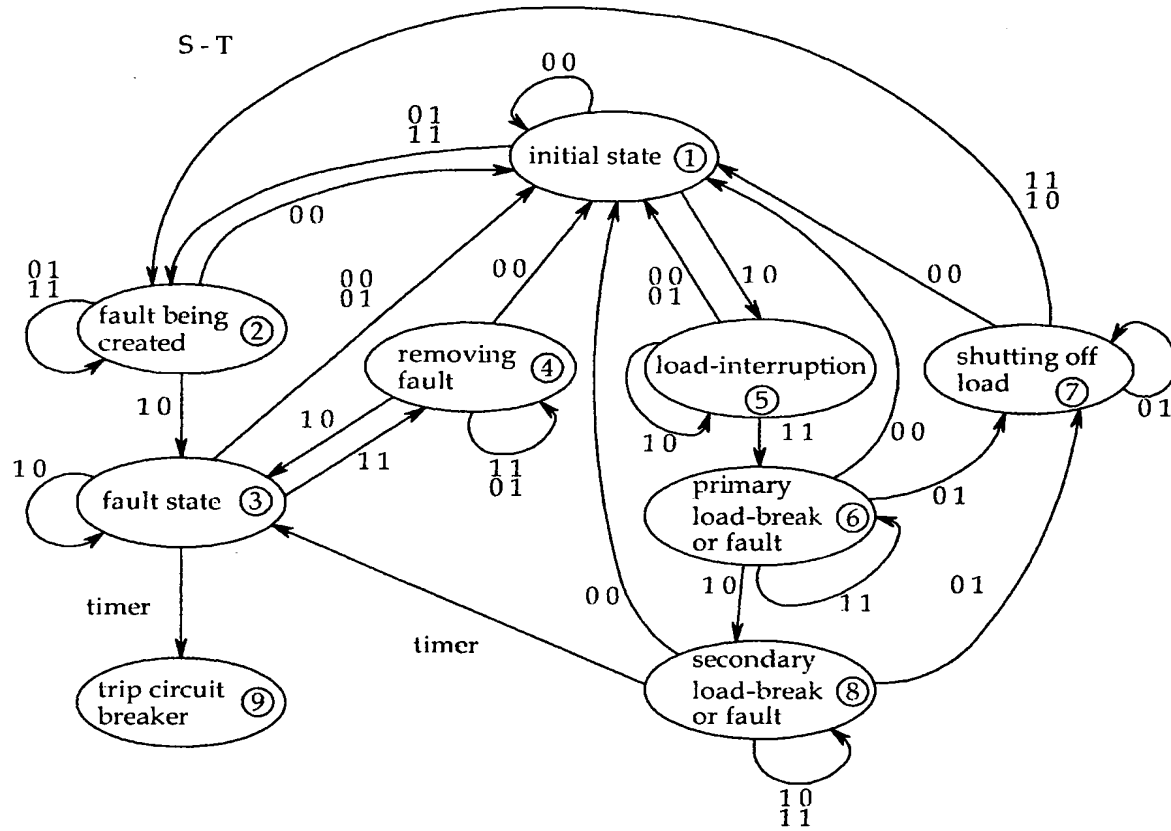 S - T
0 0
0 1
1 1
initial state ①
0 0
1 1
1 0
0 1
1 1
0 0
0 1
0 0
0 0
0 1
1 0
0 0
fault being
created ②
removing
fault ④
load-interruption
⑤
shutting off
load ⑦
1 0
1 0
1 1
1 0
1 1
0 0
0 1
1 0
1 1
0 1
fault state ③
primary
load-break
or fault ⑥
0 1
timer
timer
0 0
1 0
1 1
0 1
trip circuit
breaker ⑨
secondary
load-break
or fault ⑧
1 0
1 1